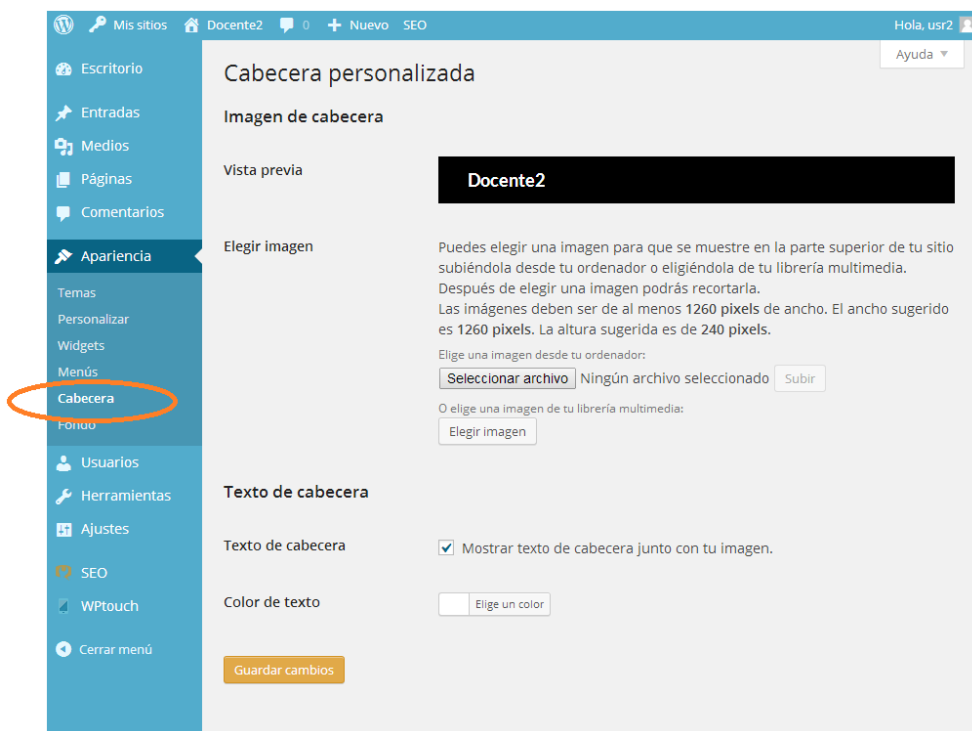 Mis sitios Docente2 0 + Nuevo SEO Hola, usr2
Ayuda
Escritorio
Entradas
Medios
Páginas
Comentarios
Apariencia
Temas
Personalizar
Widgets
Menús
Cabecera
Fondo
Usuarios
Herramientas
Ajustes
SEO
WPtouch
Cerrar menú
Cabecera personalizada
Imagen de cabecera
Vista previa
Docente2
Elegir imagen
Puedes elegir una imagen para que se muestre en la parte superior de tu sitio
subiéndola desde tu ordenador o eligiéndola de tu librería multimedia.
Después de elegir una imagen podrás recortarla.
Las imágenes deben ser de al menos 1260 pixels de ancho. El ancho sugerido
es 1260 pixels. La altura sugerida es de 240 pixels.
Elige una imagen desde tu ordenador:
Seleccionar archivo Ningún archivo seleccionado Subir
O elige una imagen de tu librería multimedia:
Elegir imagen
Texto de cabecera
Texto de cabecera
Mostrar texto de cabecera junto con tu imagen.
Color de texto
Elige un color
Guardar cambios